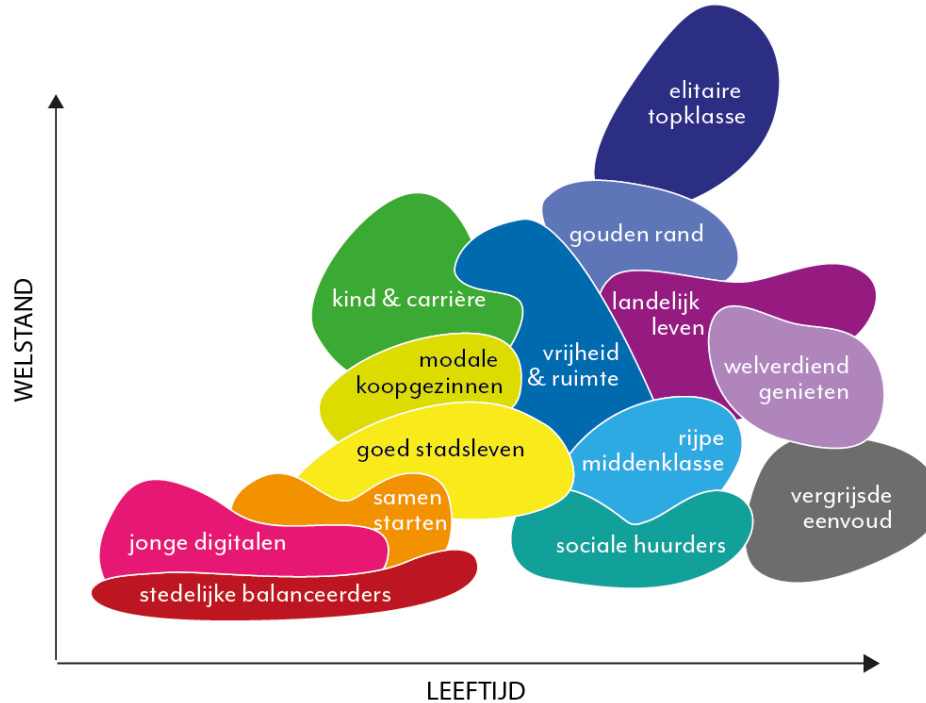 elitaire
topklasse
gouden rand
kind & carrière
landelijk
leven
vrijheid
& ruimte
modale
koopgezinnen
welverdiend
genieten
goed stadsleven
rijpe
middenklasse
samen
starten
vergrijsde
eenvoud
jonge digitalen
sociale huurders
stedelijke balanceerders
WELSTAND
LEEFTIJD